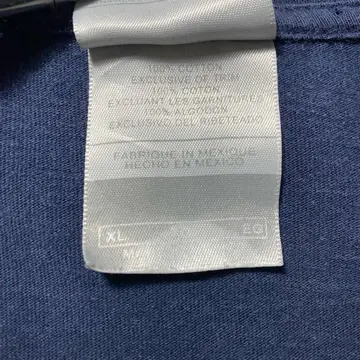 100% COTTON
EXCLUSIVE OF TRIM
100% COTON
EXCLUANT LES GARNITURES
100% ALGODON
EXCLUSIVO DEL RIBETEADO
FABRIQUE IN MEXIQUE
HECHO EN MEXICO
XL EG